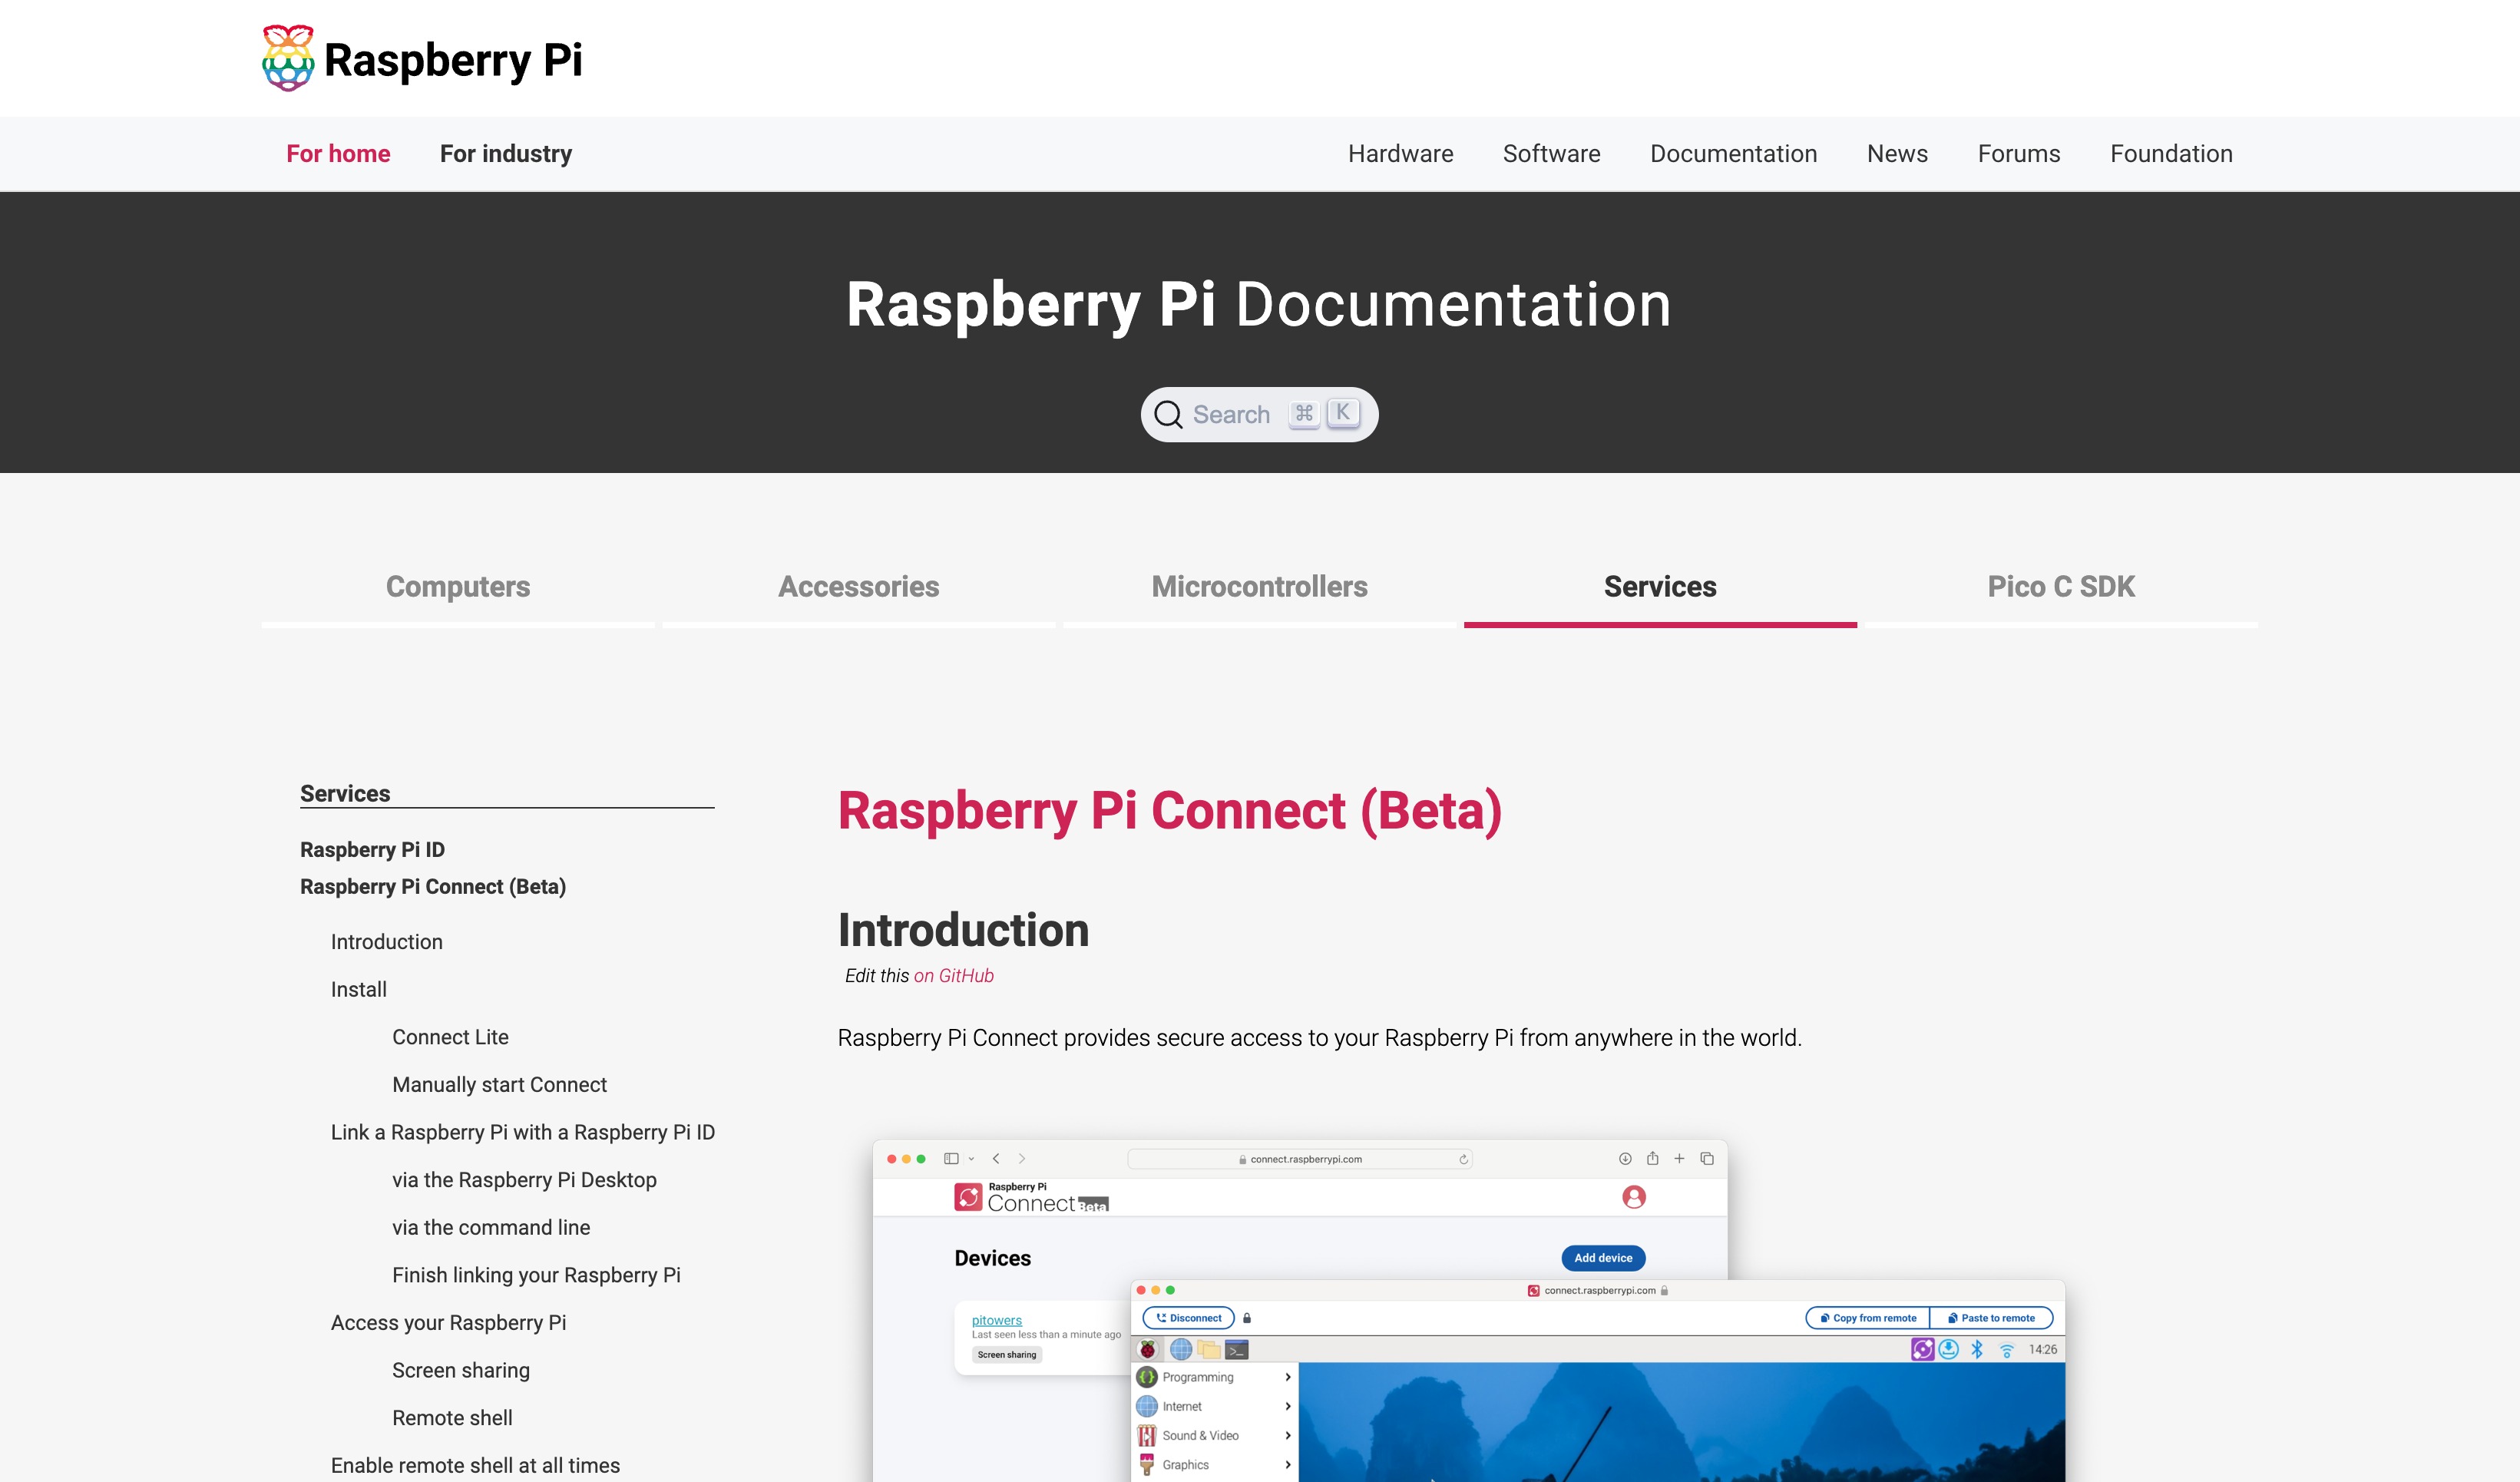 Raspberry Pi
For home For industry Hardware Software Documentation News Forums Foundation
Raspberry Pi Documentation
Search ⌘ K
Computers Accessories Microcontrollers Services Pico C SDK
Services
Raspberry Pi ID
Raspberry Pi Connect (Beta)
Introduction
Install
Connect Lite
Manually start Connect
Link a Raspberry Pi with a Raspberry Pi ID
via the Raspberry Pi Desktop
via the command line
Finish linking your Raspberry Pi
Access your Raspberry Pi
Screen sharing
Remote shell
Enable remote shell at all times
Raspberry Pi Connect (Beta)
Introduction
Edit this on GitHub
Raspberry Pi Connect provides secure access to your Raspberry Pi from anywhere in the world.
connect.raspberrypi.com
Raspberry Pi
Connect Beta
Devices
Add device
pitowers
Last seen less than a minute ago
Screen sharing
connect.raspberrypi.com
Disconnect Copy from remote Paste to remote
14:26
Programming
Internet
Sound & Video
Graphics